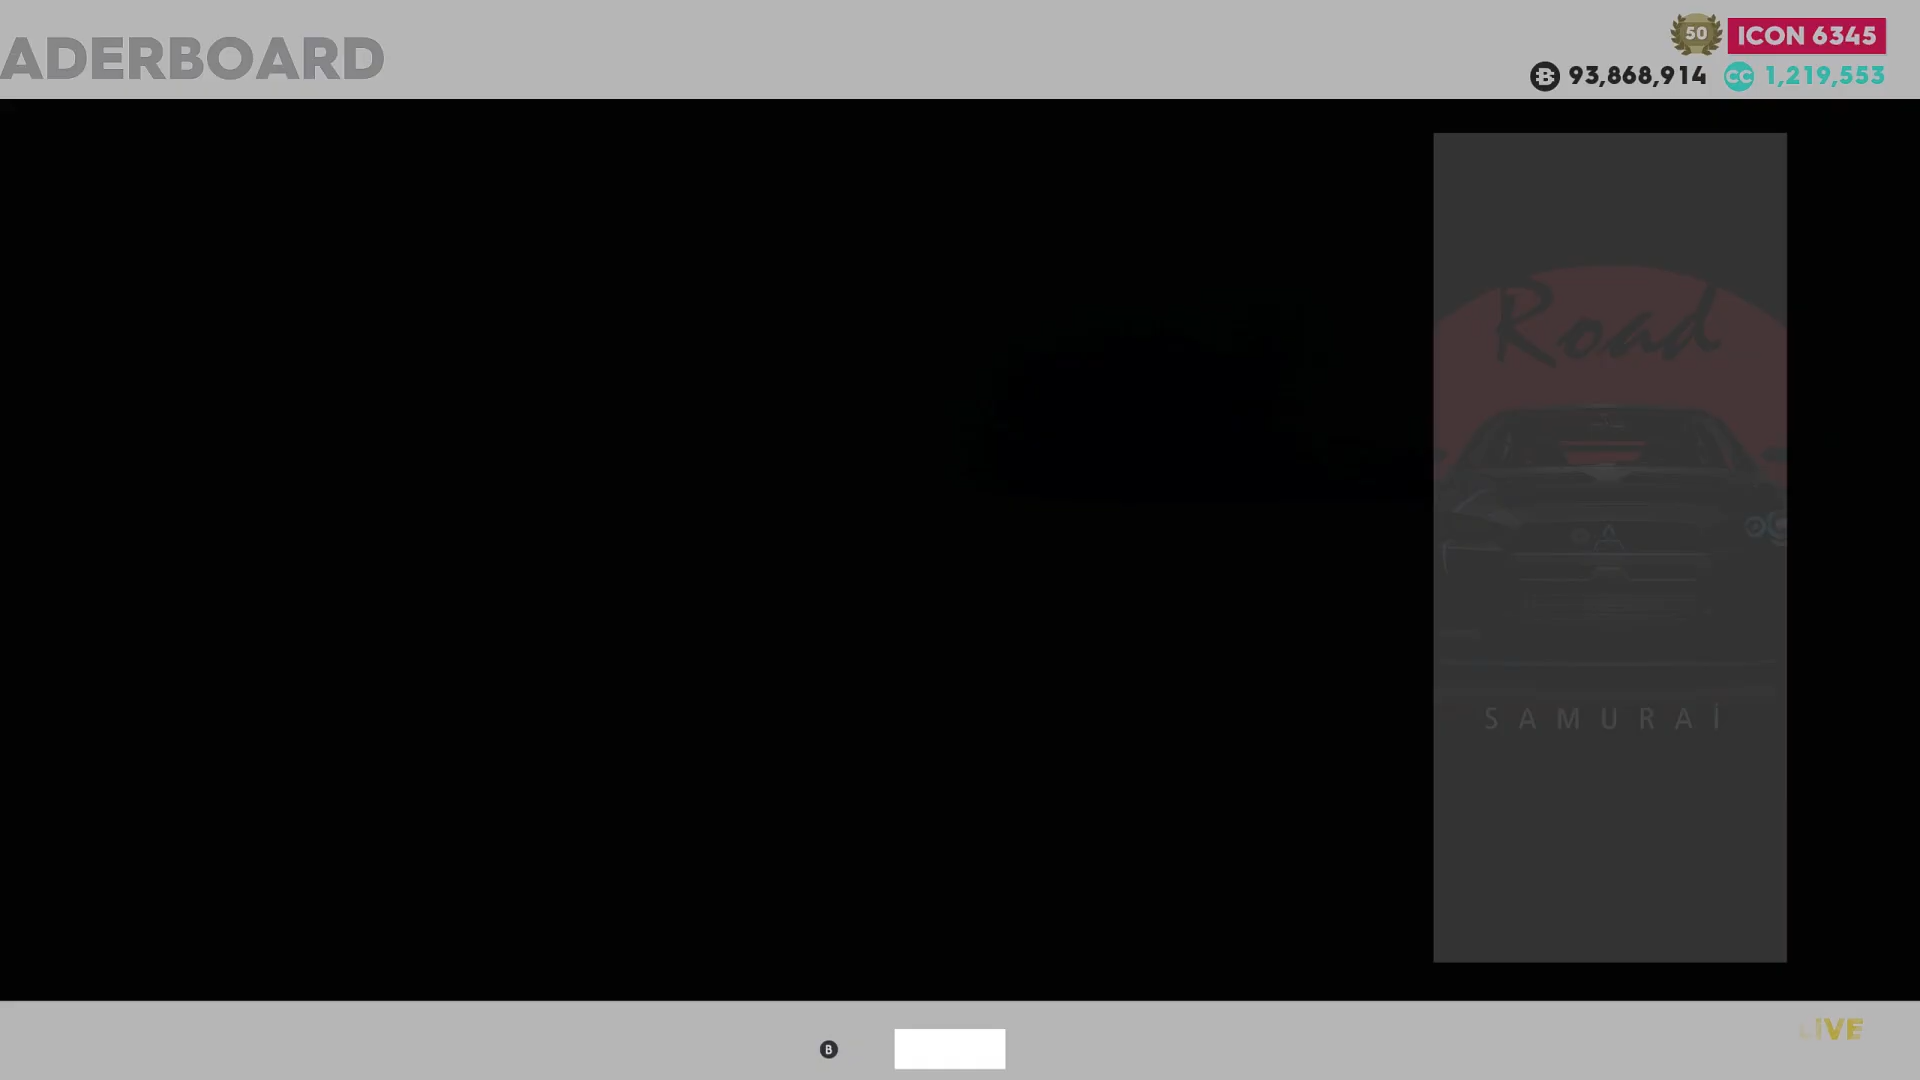 ADERBOARD
50 ICON 6345
93,868,914 CC 1,219,553
Road
SAMURAİ
LIVE
B